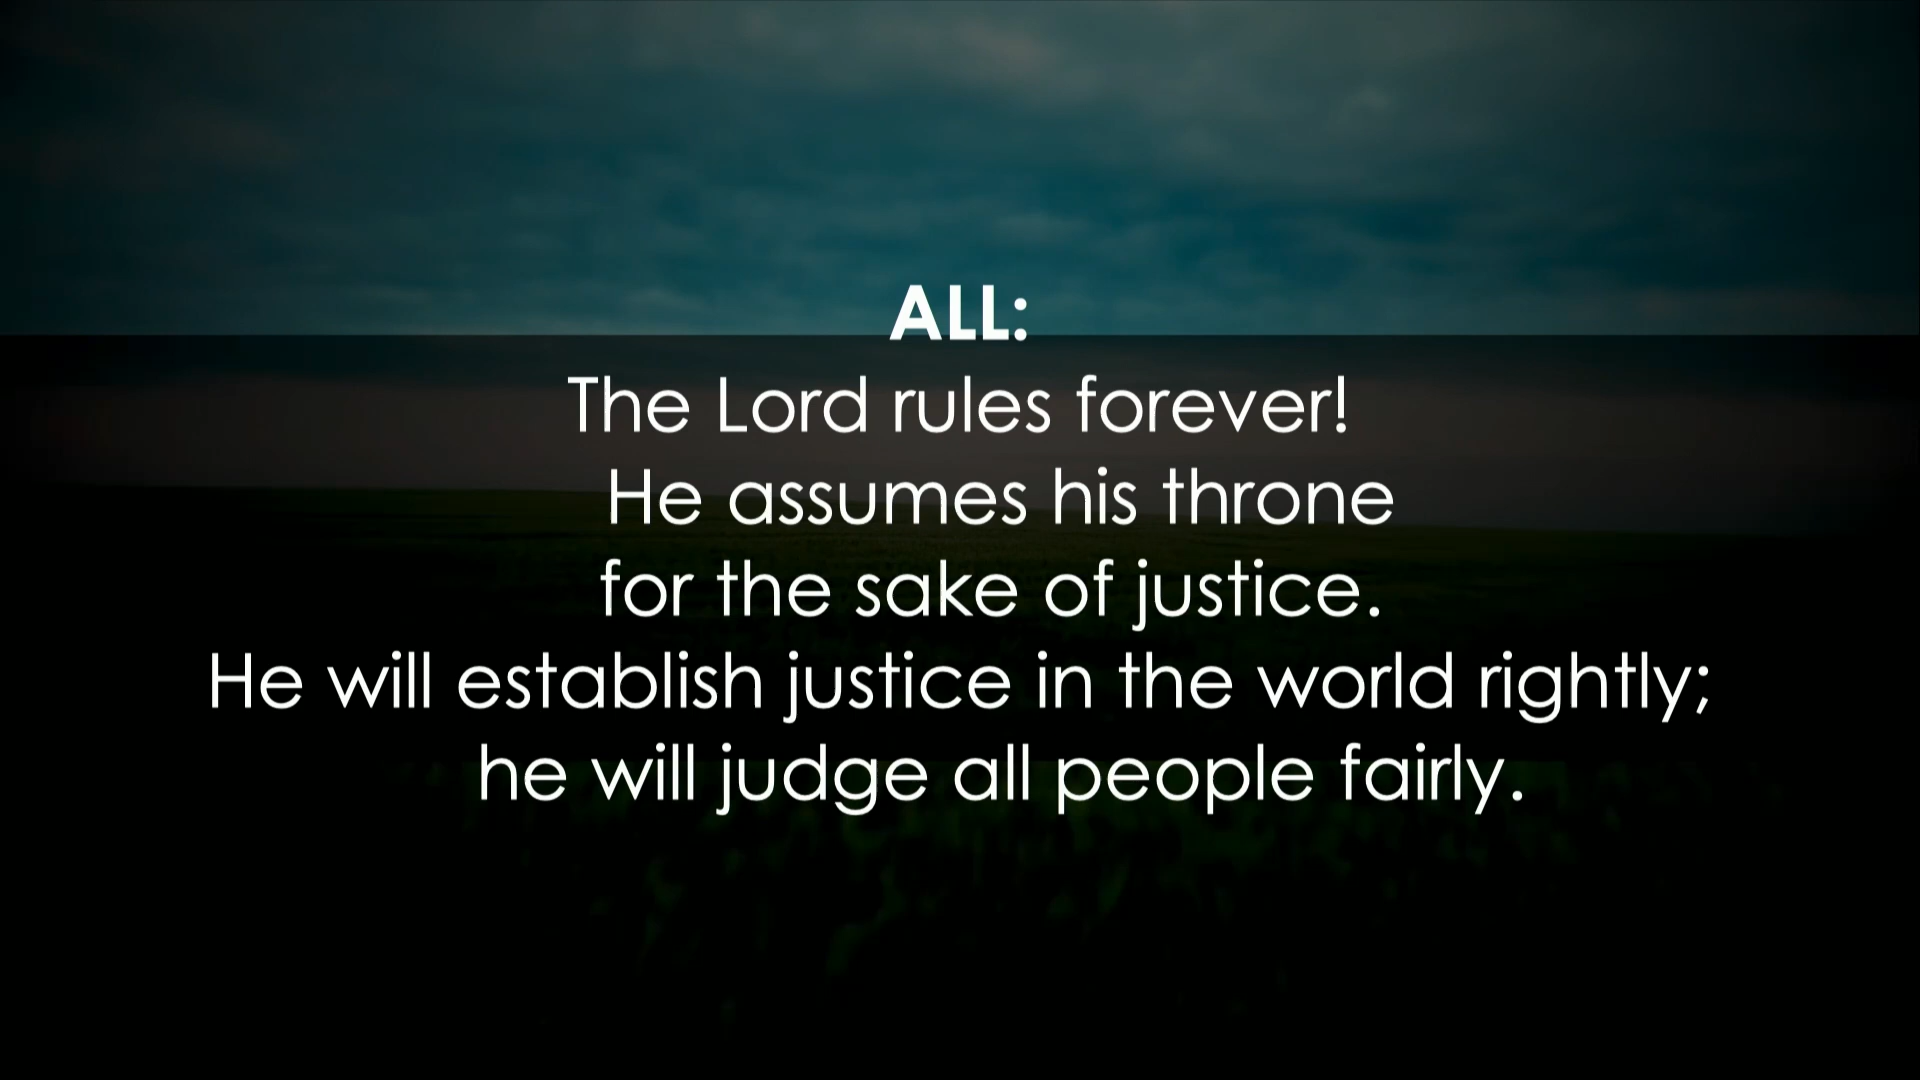 ALL:
The Lord rules forever!
He assumes his throne
for the sake of justice.
He will establish justice in the world rightly;
he will judge all people fairly.